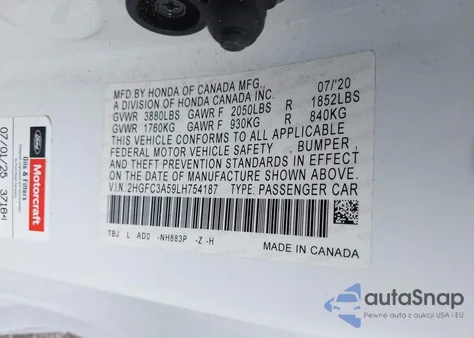 MFD BY HONDA OF CANADA MFG., 07/'20
A DIVISION OF HONDA CANADA INC.
GVWR 3880LBS GAWR F 2050LBS R 1852LBS
GVWR 1760KG GAWR F 930KG R 840KG
THIS VEHICLE CONFORMS TO ALL APPLICABLE
FEDERAL MOTOR VEHICLE SAFETY , BUMPER ,
AND THEFT PREVENTION STANDARDS IN EFFECT
ON THE DATE OF MANUFACTURE SHOWN ABOVE.
V.I.N. 2HGFC3A59LH754187 TYPE: PASSENGER CAR
TBJ L AD0 -NH883P -Z -H
MADE IN CANADA
Ford
Oils & Filters
Motorcraft
07/01/25 3716
autoSnap
Pewne auta z aukcji USA i EU